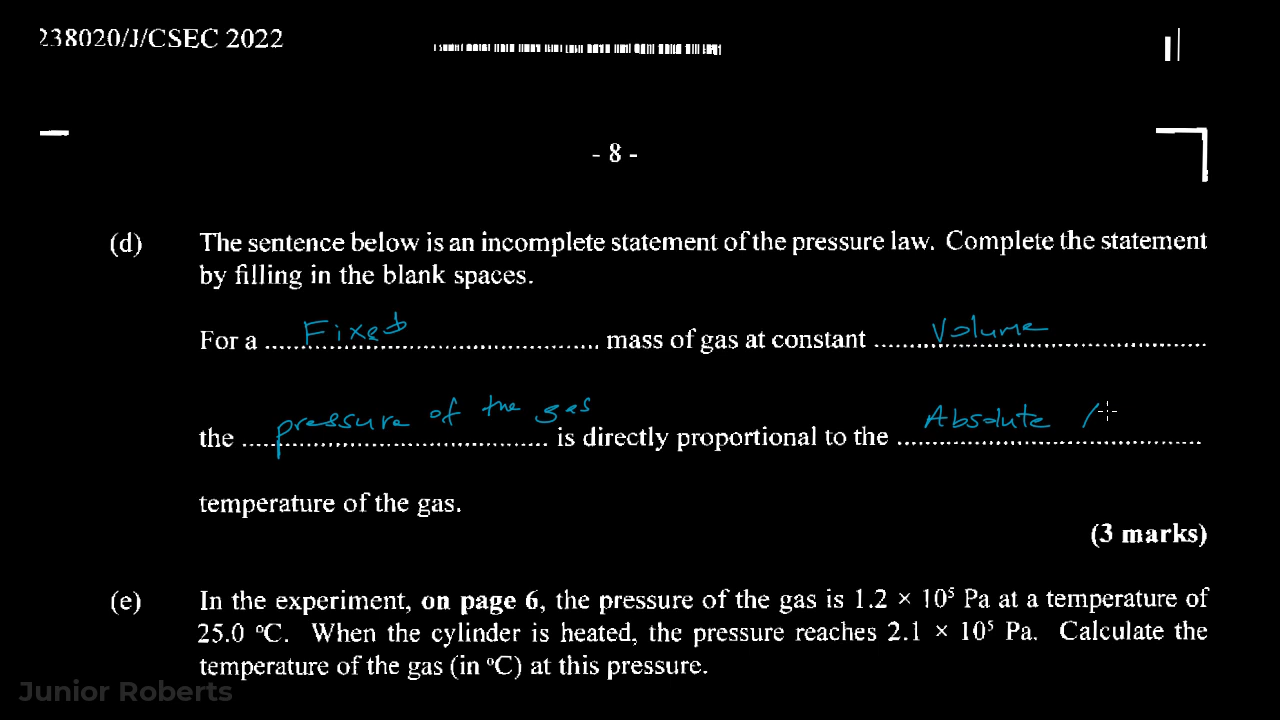 238020/J/CSEC 2022
- 8 -
(d) The sentence below is an incomplete statement of the pressure law. Complete the statement
by filling in the blank spaces.
For a ...... Fixed ...... mass of gas at constant ...... Volume ......
the ...... pressure of the gas ...... is directly proportional to the ...... Absolute / ......
temperature of the gas.
(3 marks)
(e) In the experiment, on page 6, the pressure of the gas is 1.2 × 10⁵ Pa at a temperature of
25.0 °C. When the cylinder is heated, the pressure reaches 2.1 × 10⁵ Pa. Calculate the
temperature of the gas (in °C) at this pressure.
Junior Roberts